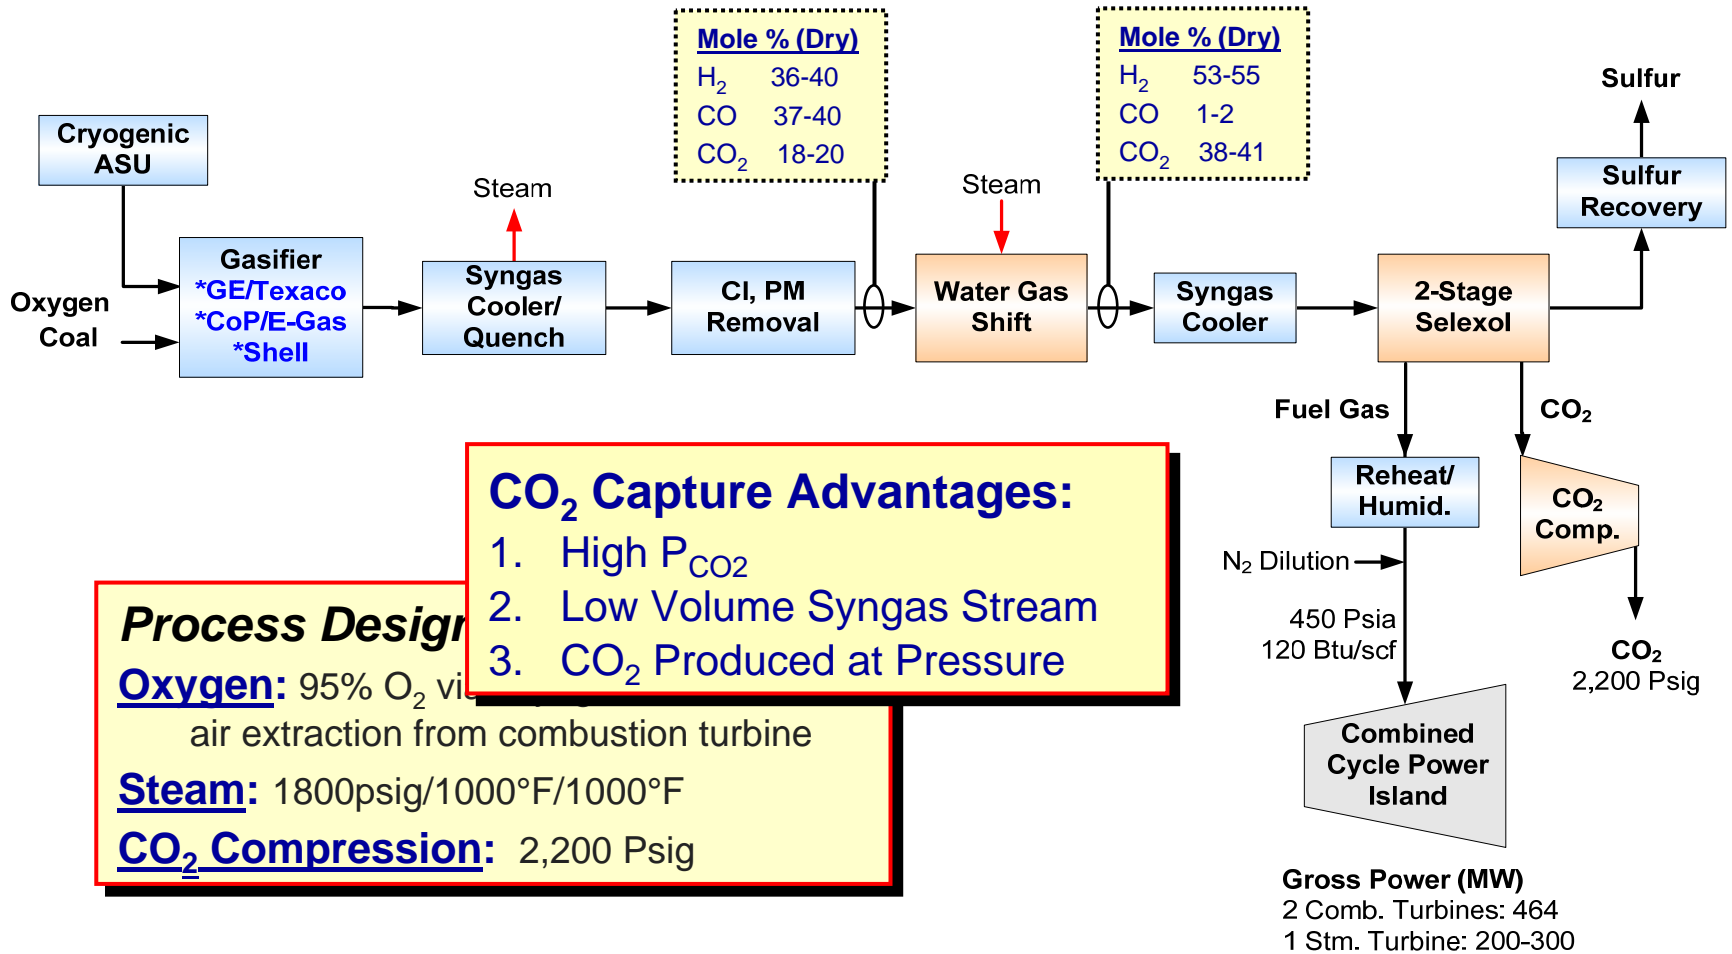 Mole % (Dry)
H2 36-40
CO 37-40
CO2 18-20
Mole % (Dry)
H2 53-55
CO 1-2
CO2 38-41
Sulfur
Cryogenic
ASU
Steam
Steam
Sulfur
Recovery
Oxygen
Coal
Gasifier
*GE/Texaco
*CoP/E-Gas
*Shell
Syngas
Cooler/
Quench
Cl, PM
Removal
Water Gas
Shift
Syngas
Cooler
2-Stage
Selexol
Fuel Gas
CO2
Reheat/
Humid.
CO2
Comp.
N2 Dilution
450 Psia
120 Btu/scf
CO2
2,200 Psig
Combined
Cycle Power
Island
Gross Power (MW)
2 Comb. Turbines: 464
1 Stm. Turbine: 200-300
CO2 Capture Advantages:
1. High PCO2
2. Low Volume Syngas Stream
3. CO2 Produced at Pressure
Process Design
Oxygen: 95% O2 via
air extraction from combustion turbine
Steam: 1800psig/1000°F/1000°F
CO2 Compression: 2,200 Psig